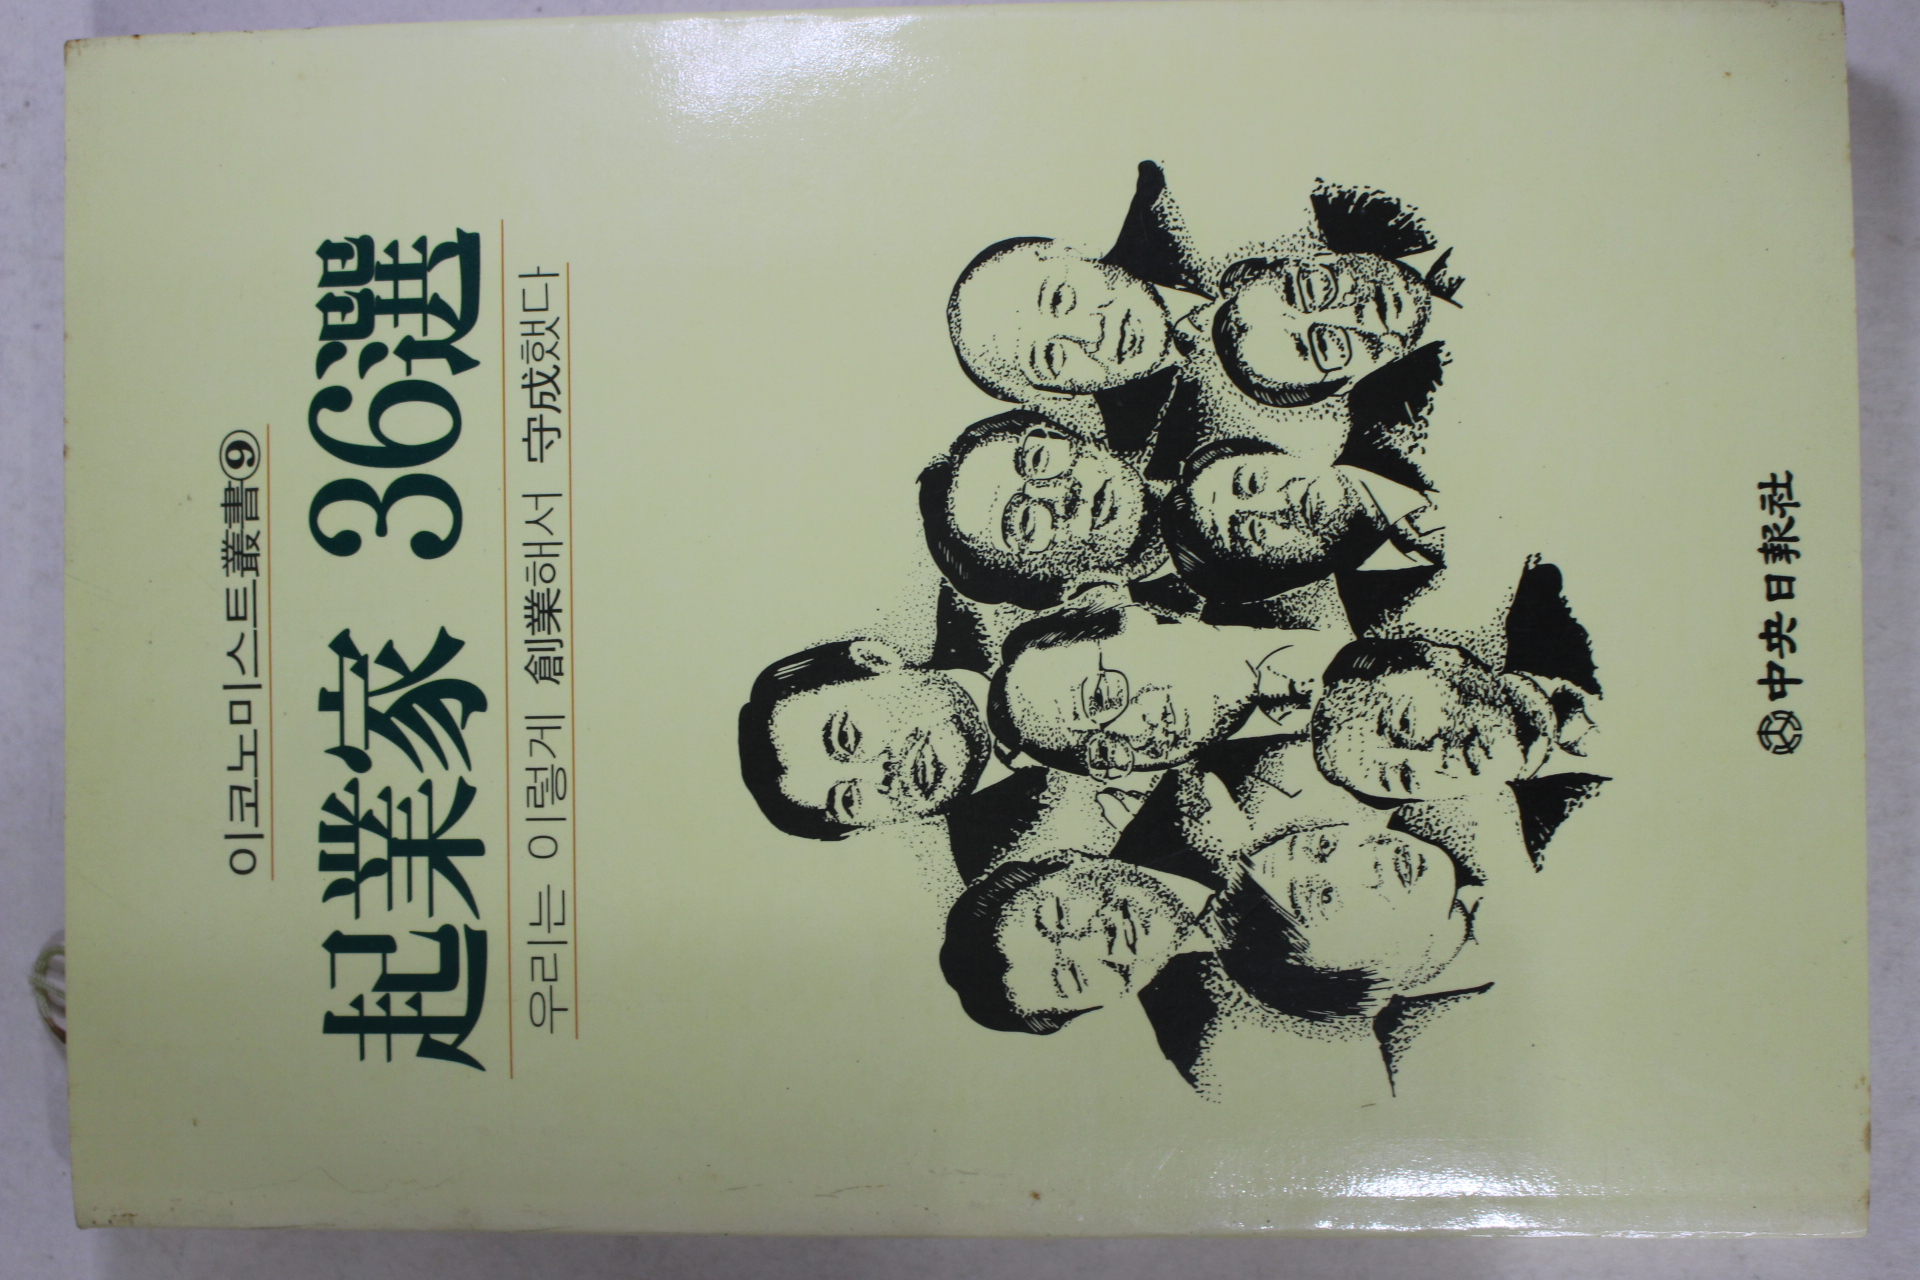 이코노미스트叢書⑨
起業家 36選
우리는 이렇게 創業해서 守成했다
中央日報社